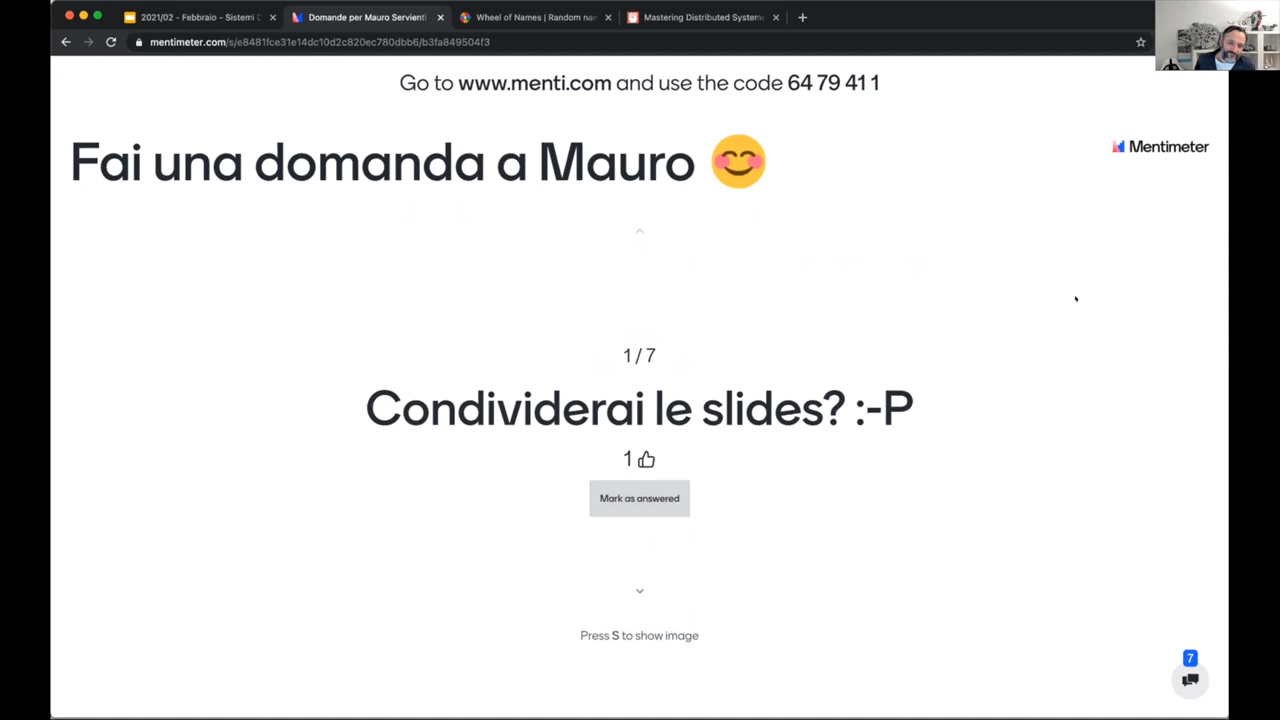 2021/02 - Febbraio - Sistemi D
Domande per Mauro Servienti
Wheel of Names | Random nam
Mastering Distributed Systems
mentimeter.com/s/e8481fce31e14dc10d2c820ec780dbb6/b3fa849504f3
Go to www.menti.com and use the code 64 79 41 1
Fai una domanda a Mauro 😊
Mentimeter
1 / 7
Condividerai le slides? :-P
1
Mark as answered
Press S to show image
7